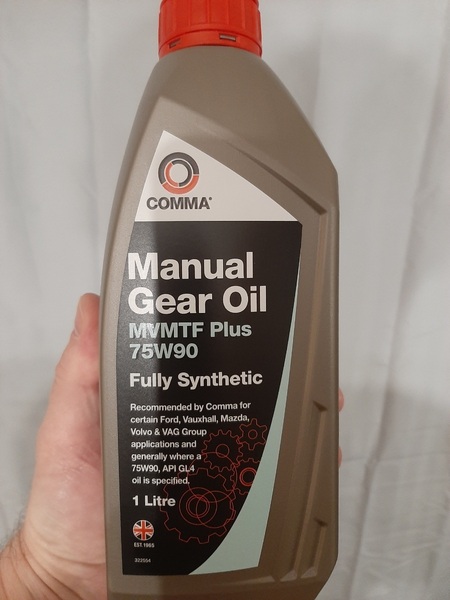 COMMA®
Manual
Gear Oil
MVMTF Plus
75W90
Fully Synthetic
Recommended by Comma for
certain Ford, Vauxhall, Mazda,
Volvo & VAG Group
applications and
generally where a
75W90, API GL4
oil is specified.
1 Litre
EST. 1965
322554